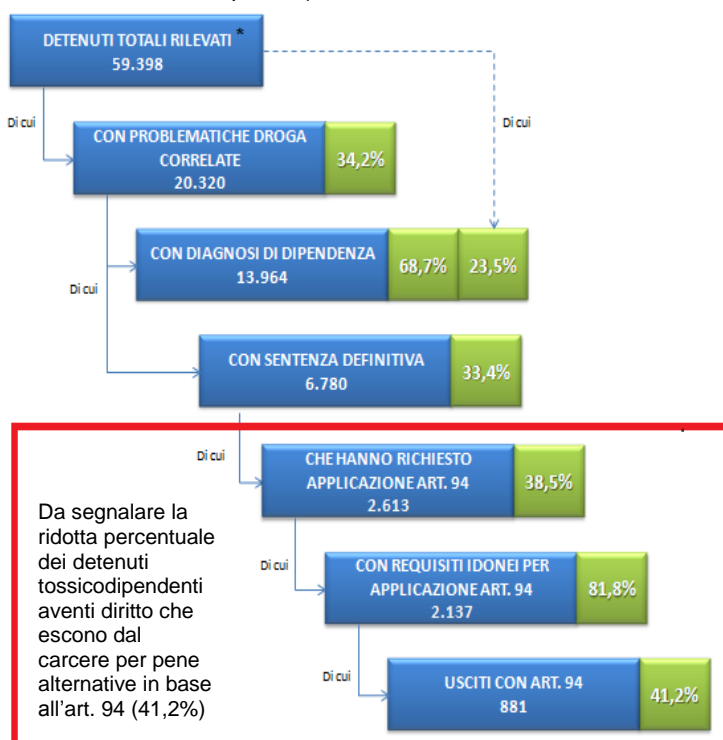 DETENUTI TOTALI RILEVATI *
59.398
Di cui
Di cui
CON PROBLEMATICHE DROGA
CORRELATE
20.320
34,2%
CON DIAGNOSI DI DIPENDENZA
13.964
68,7%
23,5%
Di cui
CON SENTENZA DEFINITIVA
6.780
33,4%
Di cui
CHE HANNO RICHIESTO
APPLICAZIONE ART. 94
2.613
38,5%
Da segnalare la
ridotta percentuale
dei detenuti
tossicodipendenti
aventi diritto che
escono dal
carcere per pene
alternative in base
all'art. 94 (41,2%)
Di cui
CON REQUISITI IDONEI PER
APPLICAZIONE ART. 94
2.137
81,8%
Di cui
USCITI CON ART. 94
881
41,2%